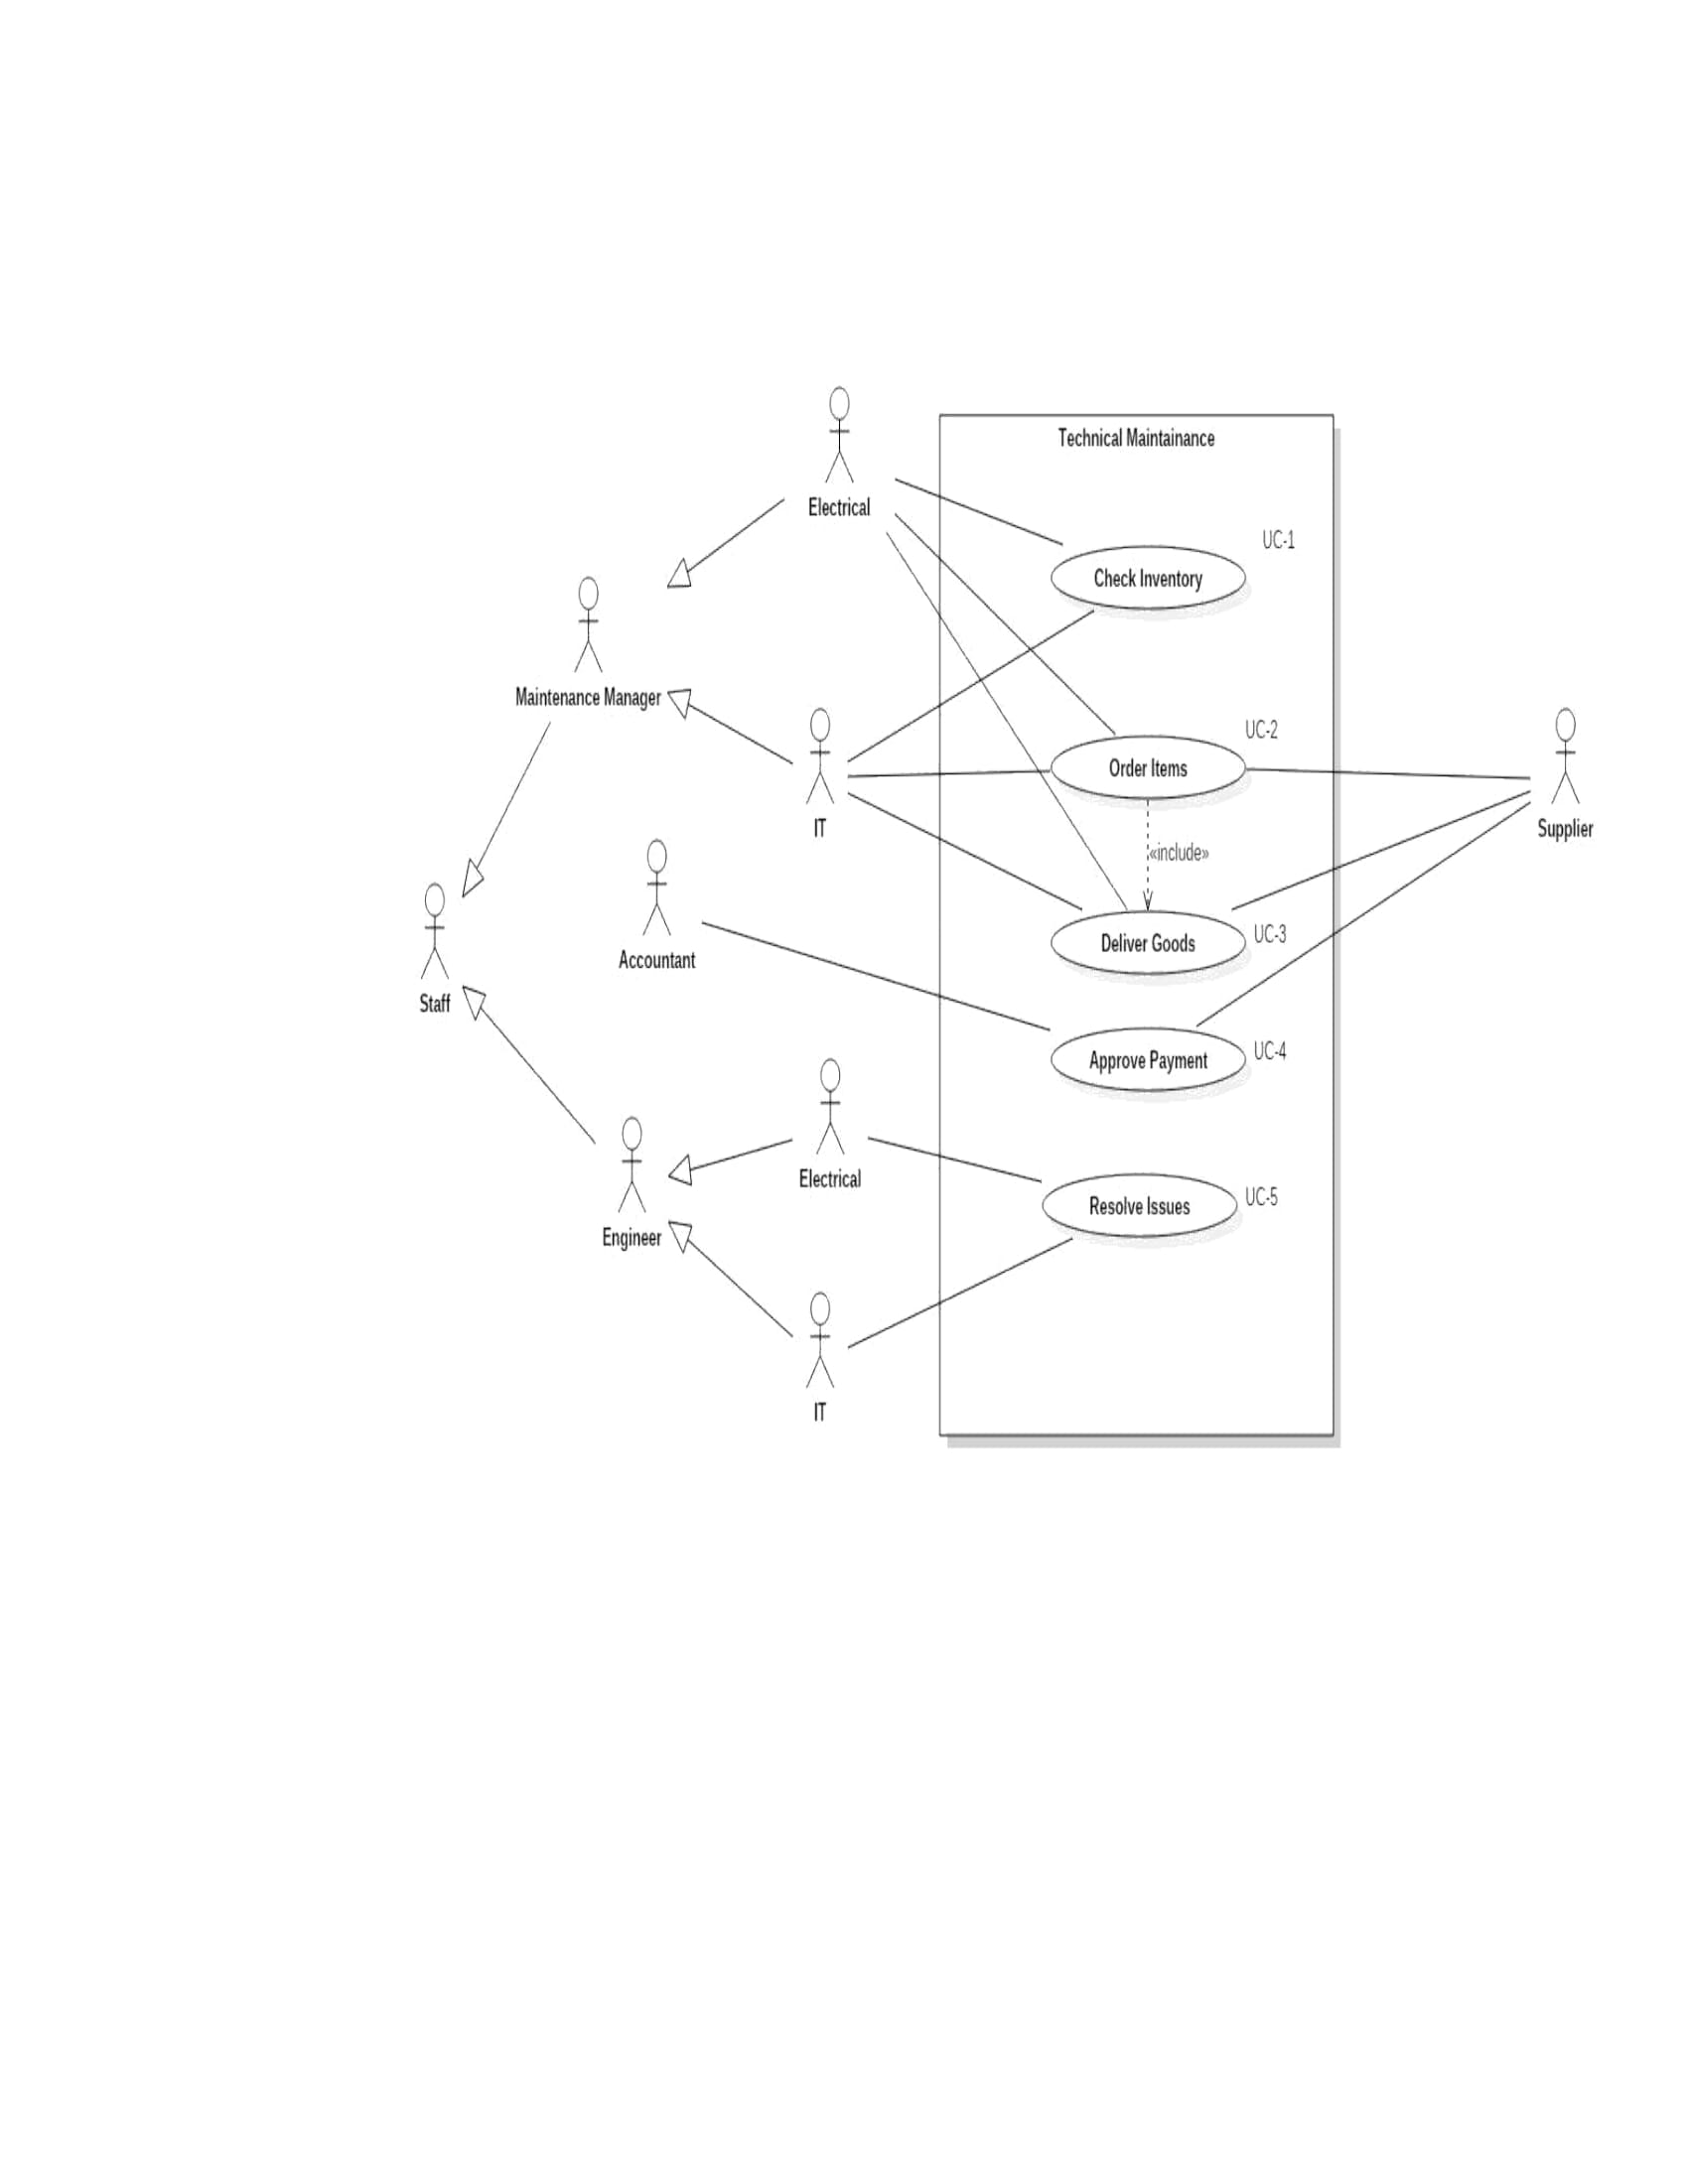 Technical Maintainance
Electrical
UC-1
Check Inventory
Maintenance Manager
UC-2
Order Items
IT
Supplier
«include»
UC-3
Deliver Goods
Accountant
Staff
UC-4
Approve Payment
Electrical
UC-5
Resolve Issues
Engineer
IT